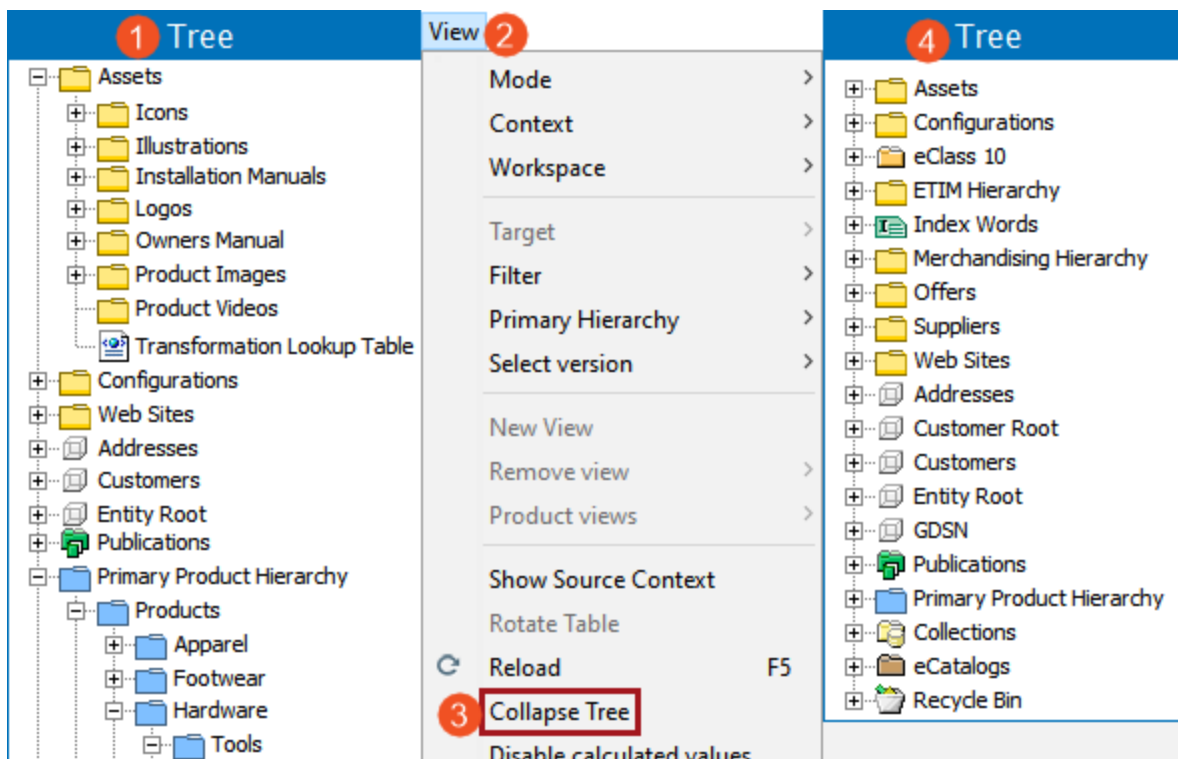 1 Tree
Assets
Icons
Illustrations
Installation Manuals
Logos
Owners Manual
Product Images
Product Videos
Transformation Lookup Table
Configurations
Web Sites
Addresses
Customers
Entity Root
Publications
Primary Product Hierarchy
Products
Apparel
Footwear
Hardware
Tools
View 2
Mode
Context
Workspace
Target
Filter
Primary Hierarchy
Select version
New View
Remove view
Product views
Show Source Context
Rotate Table
Reload F5
3 Collapse Tree
Disable calculated values
4 Tree
Assets
Configurations
eClass 10
ETIM Hierarchy
Index Words
Merchandising Hierarchy
Offers
Suppliers
Web Sites
Addresses
Customer Root
Customers
Entity Root
GDSN
Publications
Primary Product Hierarchy
Collections
eCatalogs
Recycle Bin